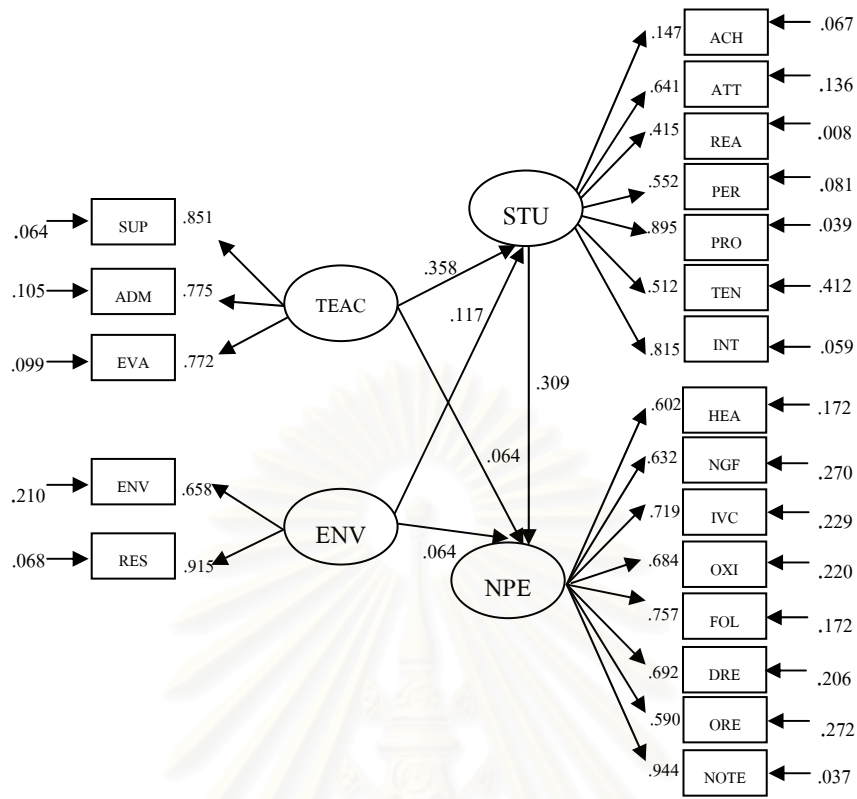 .147 ACH .067
.641 ATT .136
.415 REA .008
.552 PER .081
.895 PRO .039
.512 TEN .412
.815 INT .059
STU
.064 SUP .851
.105 ADM .775
.099 EVA .772
TEAC
.358
.117
.309
.064
.210 ENV .658
.068 RES .915
ENV
.064
NPE
.602 HEA .172
.632 NGF .270
.719 IVC .229
.684 OXI .220
.757 FOL .172
.692 DRE .206
.590 ORE .272
.944 NOTE .037